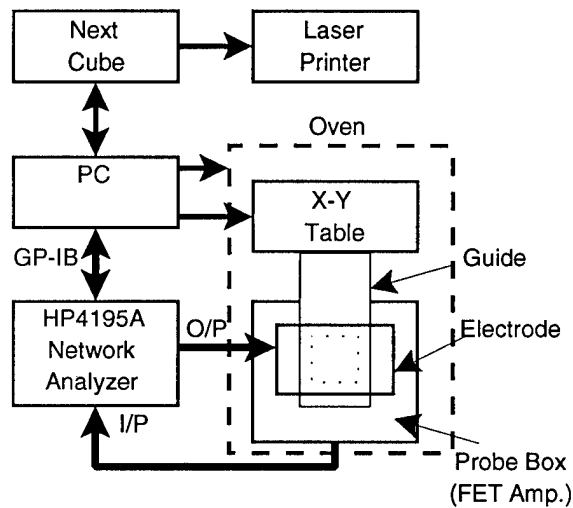 Next
Cube
Laser
Printer
Oven
PC
X-Y
Table
GP-IB
Guide
HP4195A
Network
Analyzer
O/P
Electrode
I/P
Probe Box
(FET Amp.)